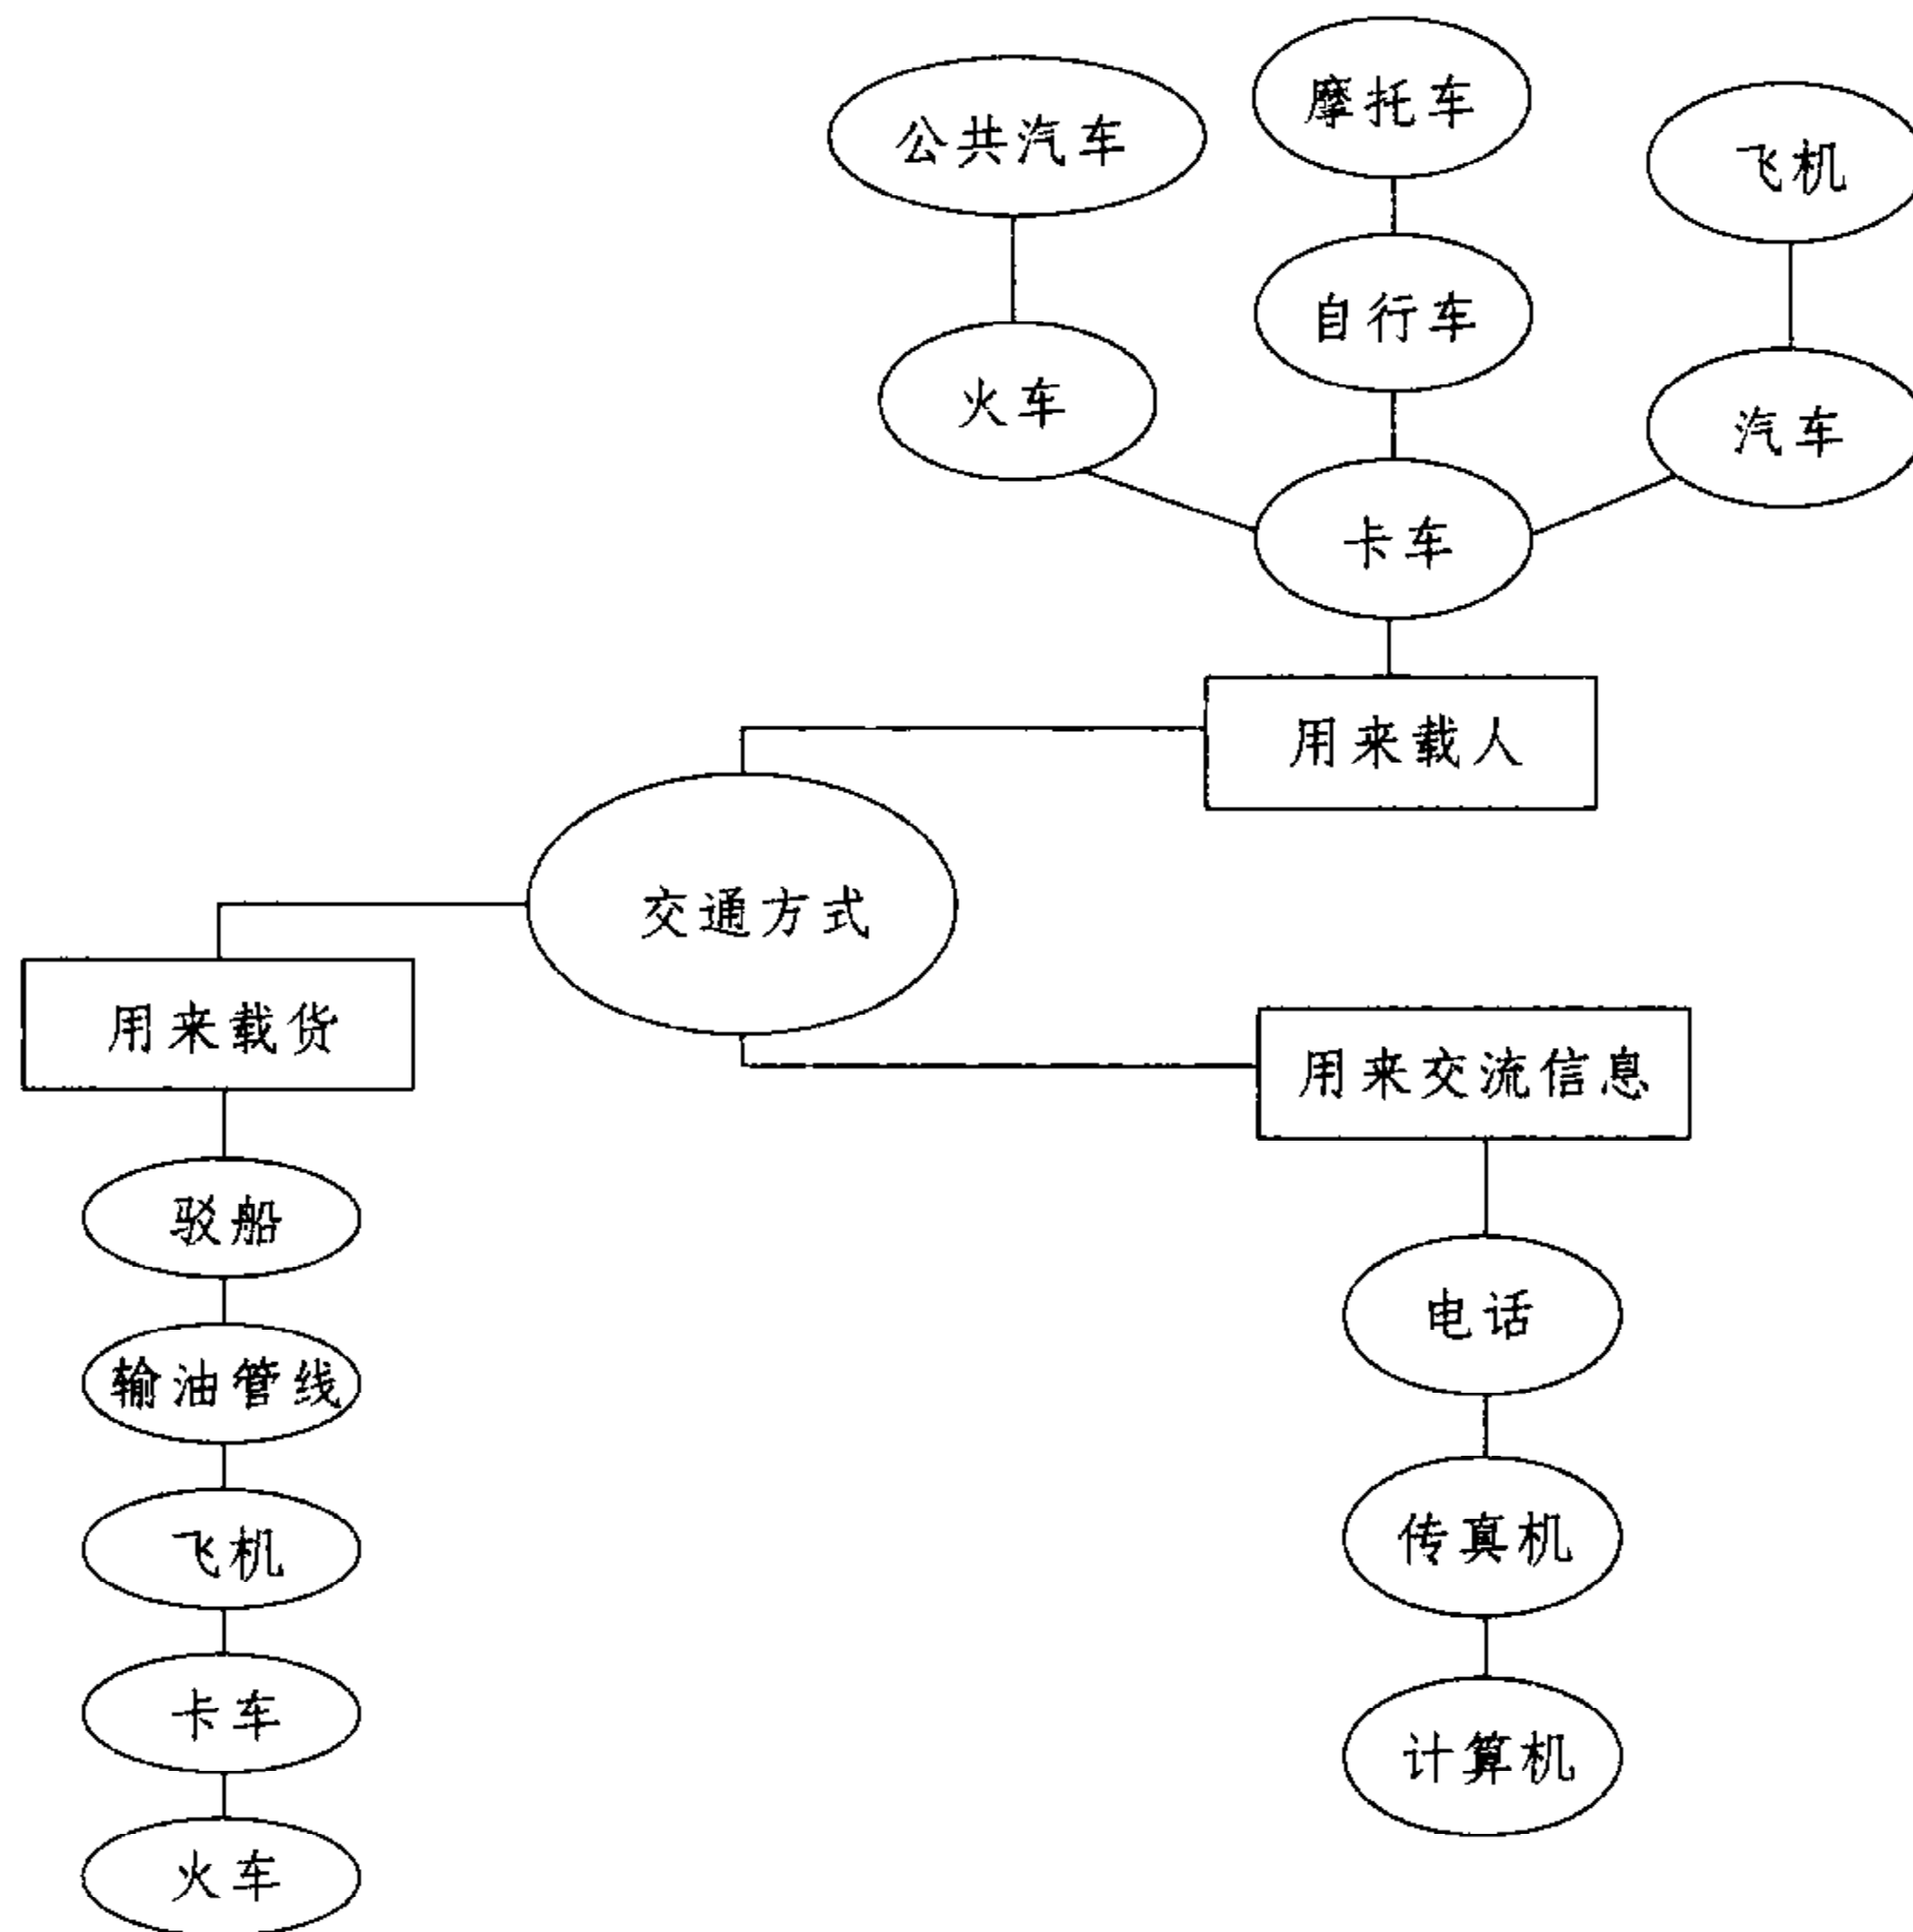 摩托车
公共汽车
飞机
自行车
火车
汽车
卡车
用来载人
交通方式
用来载货
用来交流信息
驳船
电话
输油管线
传真机
飞机
卡车
计算机
火车